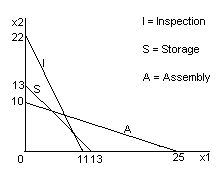 x2
22
I = Inspection
S = Storage
I
A = Assembly
13
S
10
A
0
11 13
25
x1